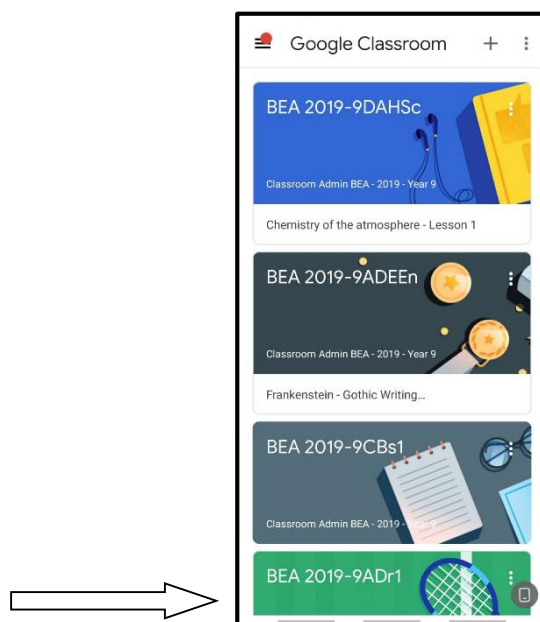 Google Classroom
BEA 2019-9DAHSc
Classroom Admin BEA - 2019 - Year 9
Chemistry of the atmosphere - Lesson 1
BEA 2019-9ADEEn
Classroom Admin BEA - 2019 - Year 9
Frankenstein - Gothic Writing...
BEA 2019-9CBs1
Classroom Admin BEA - 2019 - Year 9
BEA 2019-9ADr1